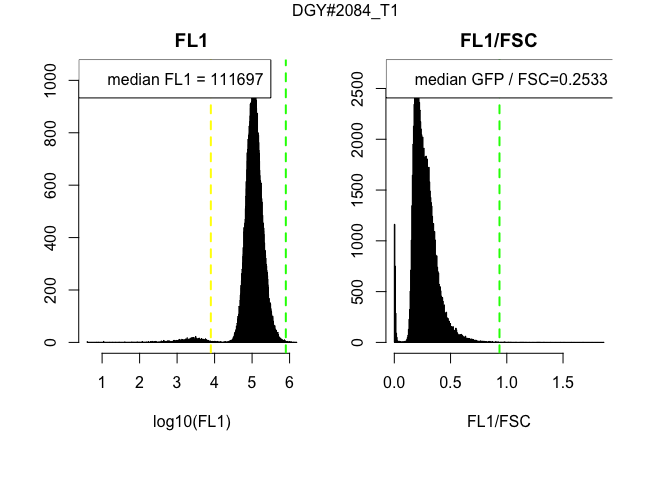 DGY#2084_T1
FL1
median FL1 = 111697
1000
800
600
400
200
0
1 2 3 4 5 6
log10(FL1)
FL1/FSC
median GFP / FSC=0.2533
2500
2000
1500
1000
500
0
0.0 0.5 1.0 1.5
FL1/FSC